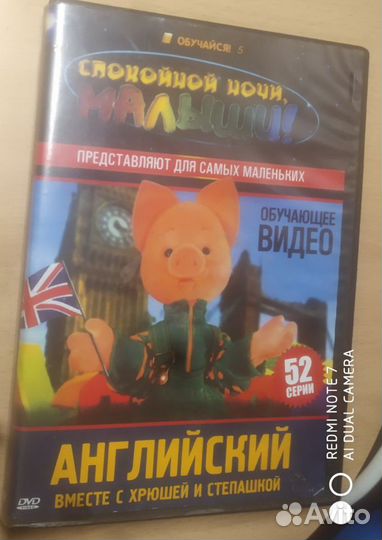 ОБУЧАЙСЯ! 5
СПОКОЙНОЙ НОЧИ,
МАЛЫШИ!
ПРЕДСТАВЛЯЮТ ДЛЯ САМЫХ МАЛЕНЬКИХ
ОБУЧАЮЩЕЕ
ВИДЕО
52
СЕРИИ
АНГЛИЙСКИЙ
ВМЕСТЕ С ХРЮШЕЙ И СТЕПАШКОЙ
DVD
VIDEO
REDMI NOTE 7
AI DUAL CAMERA
Avito